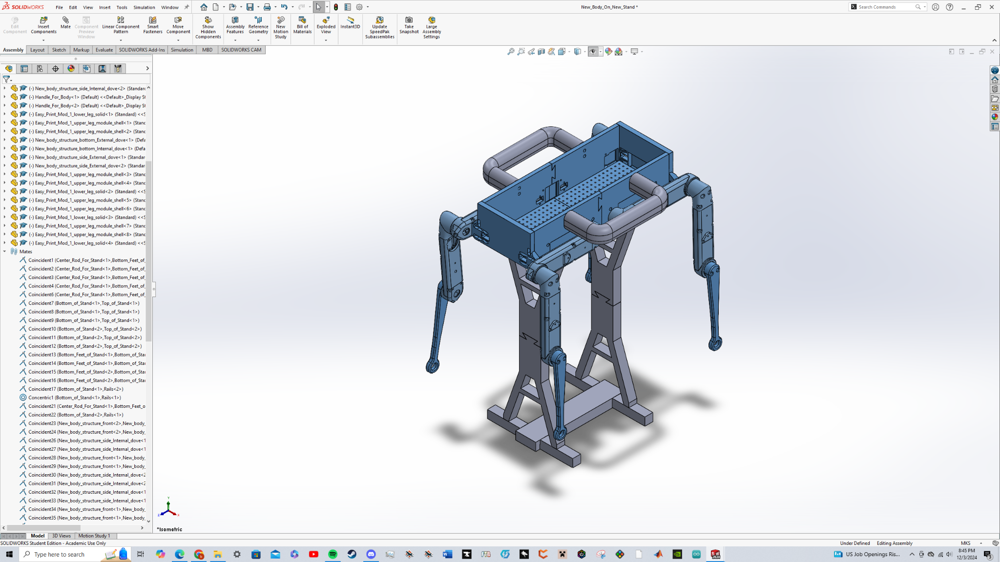 SOLIDWORKS File Edit View Insert Tools Simulation Window
New_Body_On_New_Stand *
Search Commands
Edit Component
Insert Components
Mate
Component Preview Window
Linear Component Pattern
Smart Fasteners
Move Component
Show Hidden Components
Assembly Features
Reference Geometry
New Motion Study
Bill of Materials
Exploded View
Instant3D
Update SpeedPak Subassemblies
Take Snapshot
Large Assembly Settings
Assembly Layout Sketch Markup Evaluate SOLIDWORKS Add-Ins Simulation MBD SOLIDWORKS CAM
(-) New_body_structure_side_Internal_dove<2> (Standarc
(-) Handle_For_Body<1> (Default) <<Default>_Display St
(-) Handle_For_Body<2> (Default) <<Default>_Display St
(-) Easy_Print_Mod_1_lower_leg_solid<1> (Standard) <<S
(-) Easy_Print_Mod_1_upper_leg_module_shell<1> (Stanc
(-) Easy_Print_Mod_1_upper_leg_module_shell<2> (Stanc
(-) New_body_structure_bottom_External_dove<1> (Defa
(-) New_body_structure_bottom_Internal_dove<1> (Defa
(-) New_body_structure_side_External_dove<1> (Standar
(-) New_body_structure_side_External_dove<2> (Standar
(-) Easy_Print_Mod_1_upper_leg_module_shell<3> (Stanc
(-) Easy_Print_Mod_1_upper_leg_module_shell<4> (Stanc
(-) Easy_Print_Mod_1_lower_leg_solid<2> (Standard) <<S
(-) Easy_Print_Mod_1_upper_leg_module_shell<5> (Stanc
(-) Easy_Print_Mod_1_upper_leg_module_shell<6> (Stanc
(-) Easy_Print_Mod_1_lower_leg_solid<3> (Standard) <<S
(-) Easy_Print_Mod_1_upper_leg_module_shell<7> (Stanc
(-) Easy_Print_Mod_1_upper_leg_module_shell<8> (Stanc
(-) Easy_Print_Mod_1_lower_leg_solid<4> (Standard) <<S
Mates
Coincident1 (Center_Rod_For_Stand<1>,Bottom_Feet_of_
Coincident2 (Center_Rod_For_Stand<1>,Bottom_Feet_of_
Coincident3 (Center_Rod_For_Stand<1>,Bottom_Feet_of_
Coincident4 (Center_Rod_For_Stand<1>,Bottom_Feet_of_
Coincident6 (Center_Rod_For_Stand<1>,Bottom_Feet_of_
Coincident7 (Bottom_of_Stand<1>,Top_of_Stand<1>)
Coincident8 (Bottom_of_Stand<1>,Top_of_Stand<1>)
Coincident9 (Bottom_of_Stand<1>,Top_of_Stand<1>)
Coincident10 (Bottom_of_Stand<2>,Top_of_Stand<2>)
Coincident11 (Bottom_of_Stand<2>,Top_of_Stand<2>)
Coincident12 (Bottom_of_Stand<2>,Top_of_Stand<2>)
Coincident13 (Bottom_Feet_of_Stand<1>,Bottom_of_Star
Coincident14 (Bottom_Feet_of_Stand<1>,Bottom_of_Star
Coincident15 (Bottom_Feet_of_Stand<2>,Bottom_of_Star
Coincident16 (Bottom_Feet_of_Stand<2>,Bottom_of_Star
Coincident17 (Bottom_of_Stand<1>,Rails<2>)
Concentric1 (Bottom_of_Stand<1>,Rails<1>)
Coincident21 (Center_Rod_For_Stand<1>,Bottom_Feet_o
Coincident22 (Bottom_of_Stand<2>,Rails<1>)
Coincident23 (New_body_structure_front<2>,New_body_
Coincident24 (New_body_structure_front<2>,New_body_
Coincident26 (New_body_structure_side_Internal_dove<1
Coincident27 (New_body_structure_side_Internal_dove<1
Coincident28 (New_body_structure_front<1>,New_body_
Coincident29 (New_body_structure_front<1>,New_body_
Coincident30 (New_body_structure_side_Internal_dove<2
Coincident31 (New_body_structure_side_Internal_dove<2
Coincident32 (New_body_structure_side_Internal_dove<1
Coincident33 (New_body_structure_side_Internal_dove<1
Coincident34 (New_body_structure_front<1>,New_body_
Coincident35 (New_body_structure_front<1>,New_body_
Y
Z X
*Isometric
Model 3D Views Motion Study 1
SOLIDWORKS Student Edition - Academic Use Only
Under Defined Editing Assembly MKS
Type here to search
FTB
SW 2024
US Job Openings Ris...
8:45 PM
12/3/2024
3